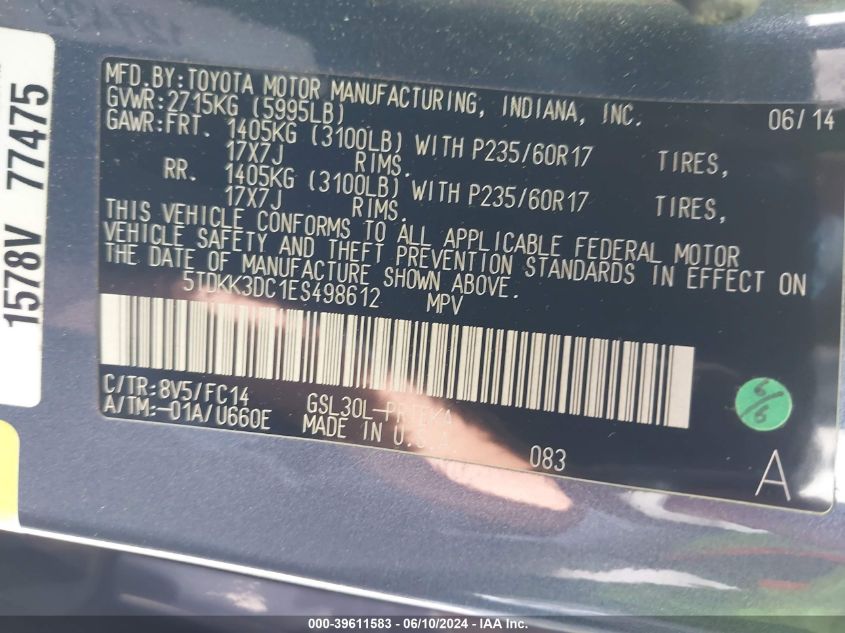 MFD.BY:TOYOTA MOTOR MANUFACTURING, INDIANA, INC. 06/14
GVWR:2715KG (5995LB)
GAWR:FRT. 1405KG (3100LB) WITH P235/60R17 TIRES,
17X7J RIMS.
RR. 1405KG (3100LB) WITH P235/60R17 TIRES,
17X7J RIMS.
THIS VEHICLE CONFORMS TO ALL APPLICABLE FEDERAL MOTOR
VEHICLE SAFETY AND THEFT PREVENTION STANDARDS IN EFFECT ON
THE DATE OF MANUFACTURE SHOWN ABOVE.
5TDKK3DC1ES498612 MPV
C/TR:8V5/FC14
A/TM:-01A/U660E
MADE IN U.S.A
083
A
6/6
1578V 77475
000-39611583 - 06/10/2024 - IAA Inc.